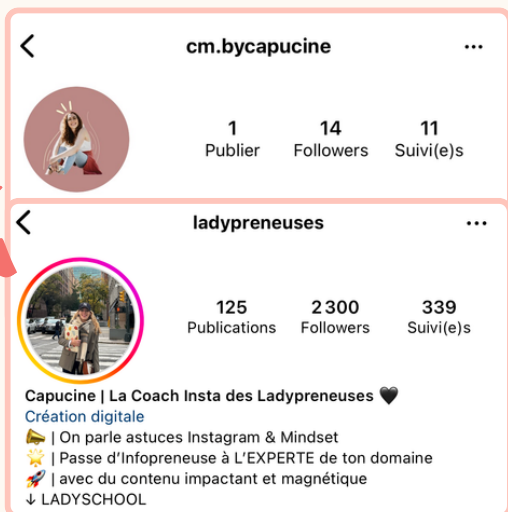 cm.bycapucine
1 14 11
Publier Followers Suivi(e)s
ladypreneuses
125 2 300 339
Publications Followers Suivi(e)s
Capucine | La Coach Insta des Ladypreneuses 🖤
Création digitale
📣 | On parle astuces Instagram & Mindset
🌟 | Passe d'Infopreneuse à L'EXPERTE de ton domaine
🚀 | avec du contenu impactant et magnétique
↓ LADYSCHOOL